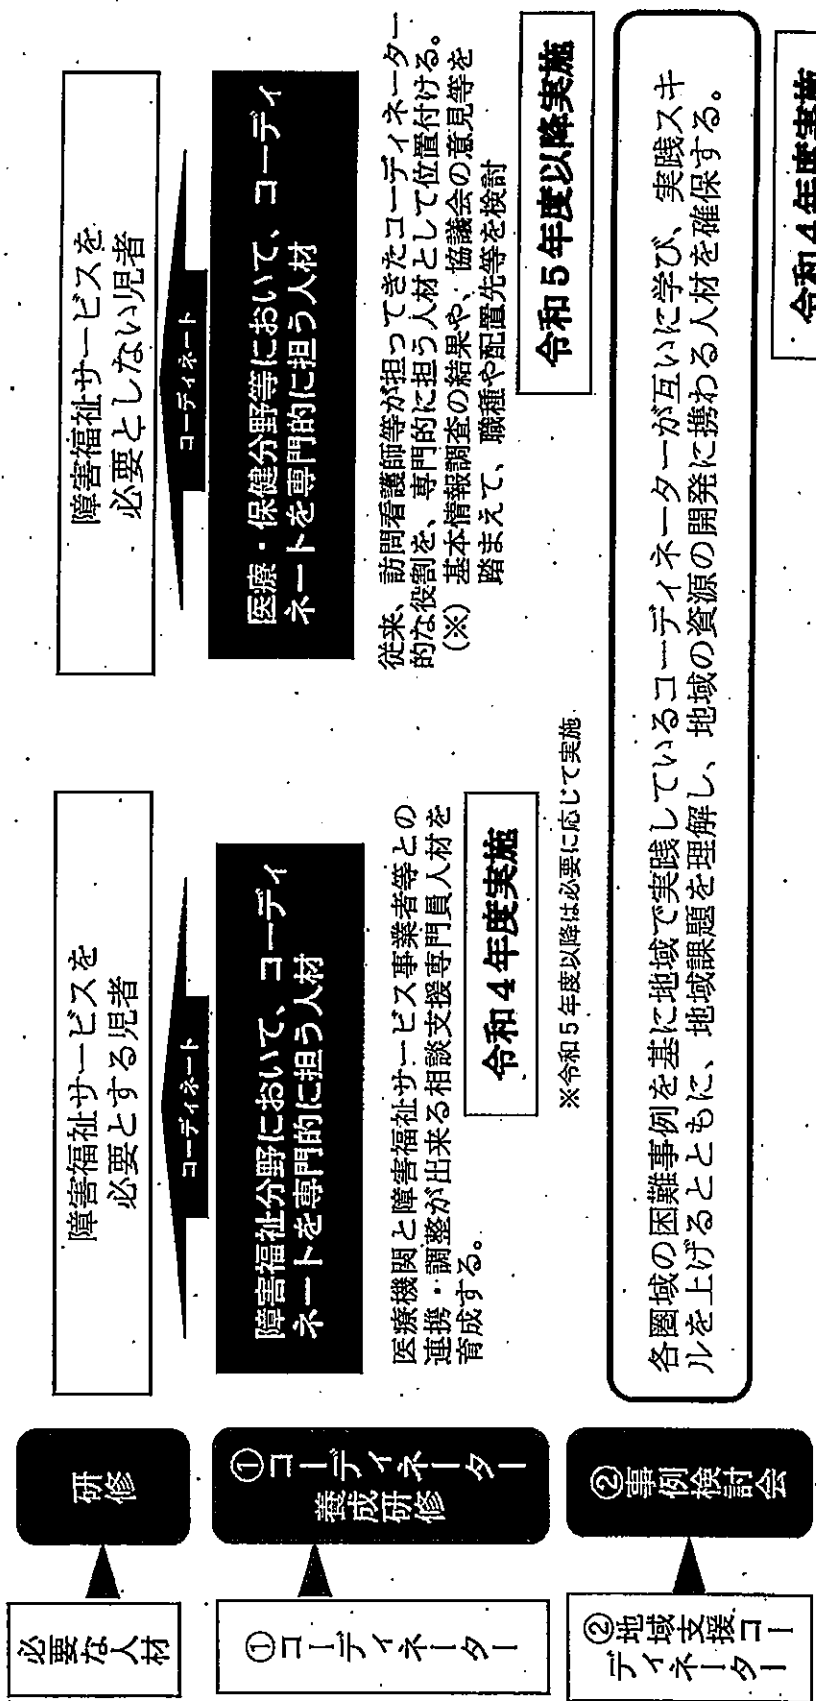 必要な人材
研修
障害福祉サービスを
必要とする児者
障害福祉サービスを
必要としない児者
コーディネート
コーディネート
①コーディネーター
①コーディネーター
養成研修
障害福祉分野において、コーディ
ネートを専門的に担う人材
医療・保健分野等において、コーディ
ネートを専門的に担う人材
医療機関と障害福祉サービス事業者等との
連携・調整が出来る相談支援専門員人材を
育成する。
従来、訪問看護師等が担ってきたコーディネーター
的な役割を、専門的に担う人材として位置付ける。
(※) 基本情報調査の結果や、協議会の意見等を
踏まえて、職種や配置先等を検討
令和4年度実施
令和5年度以降実施
※令和5年度以降は必要に応じて実施
②地域支援コー
ディネーター
②事例検討会
各圏域の困難事例を基に地域で実践しているコーディネーターが互いに学び、実践スキ
ルを上げるとともに、地域課題を理解し、地域の資源の開発に携わる人材を確保する。
令和4年度実施